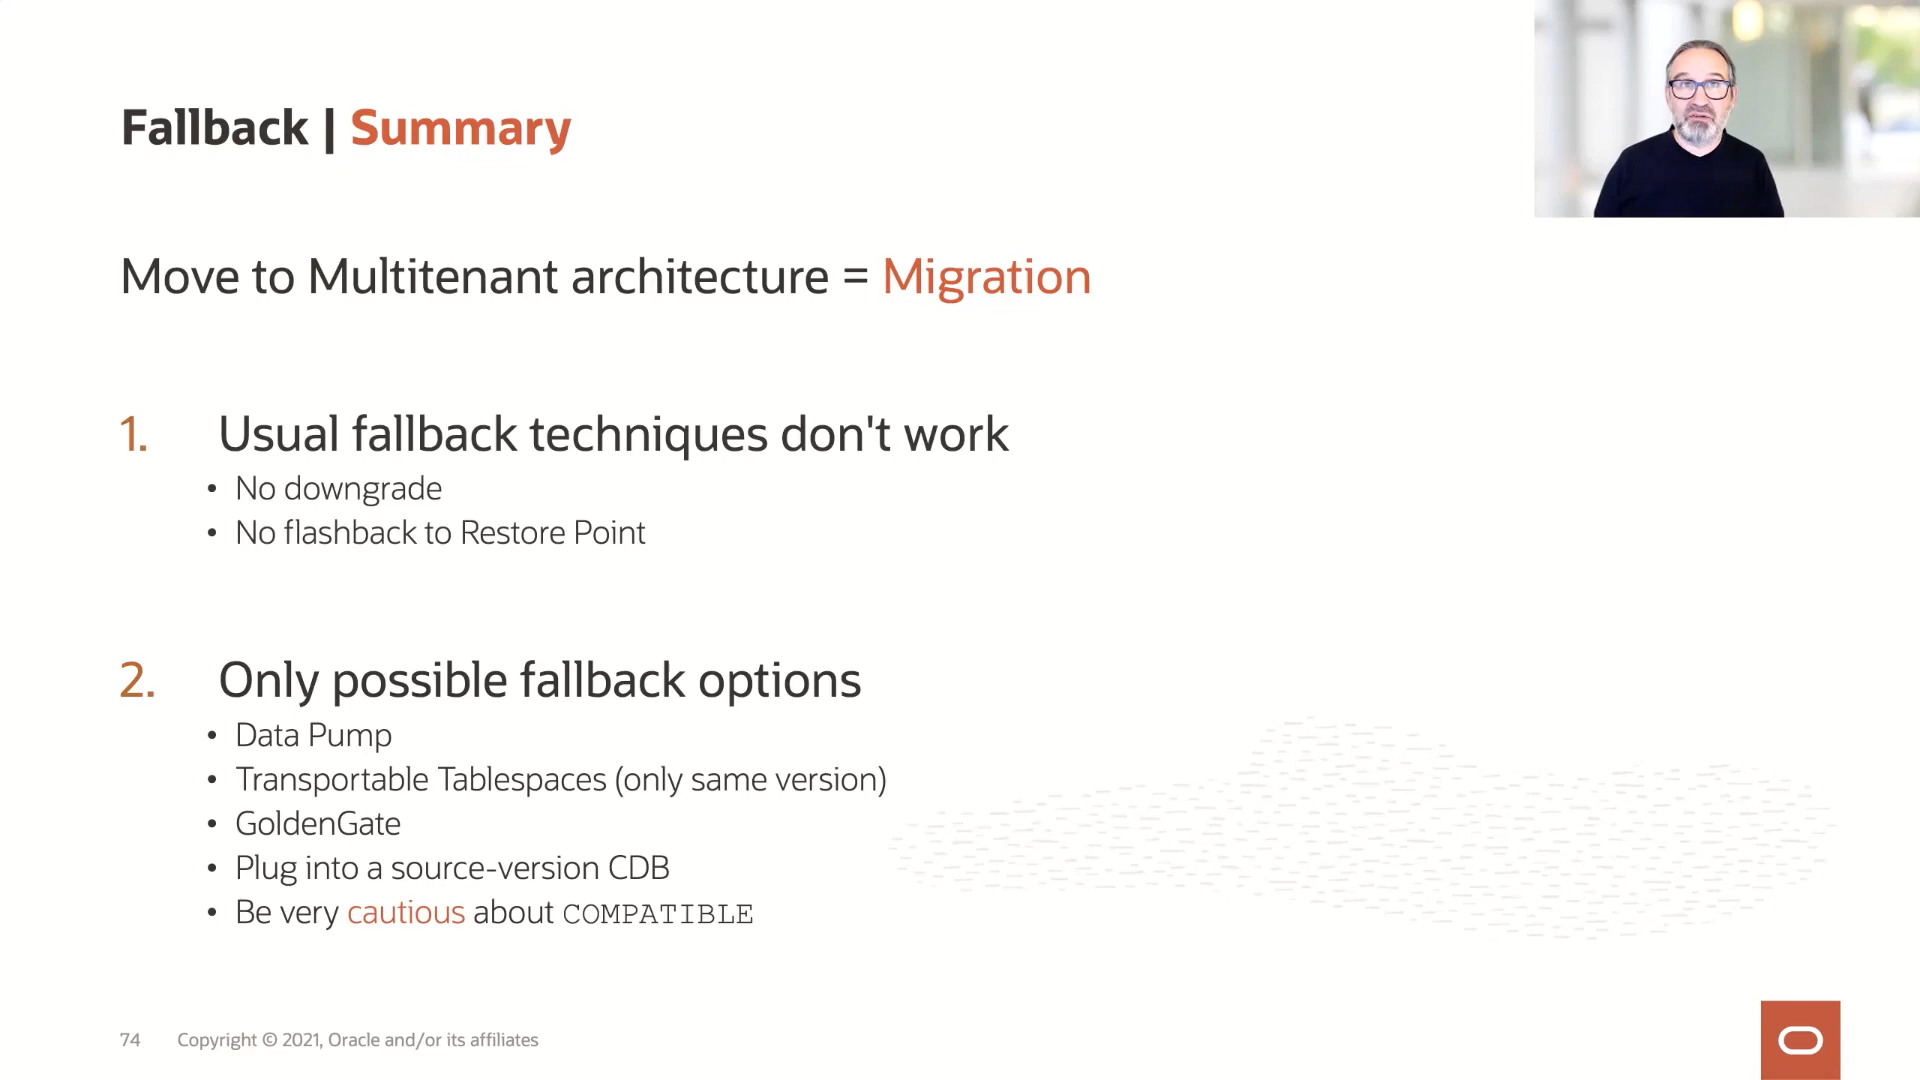 Fallback | Summary
Move to Multitenant architecture = Migration
1. Usual fallback techniques don't work
• No downgrade
• No flashback to Restore Point
2. Only possible fallback options
• Data Pump
• Transportable Tablespaces (only same version)
• GoldenGate
• Plug into a source-version CDB
• Be very cautious about COMPATIBLE
74 Copyright © 2021, Oracle and/or its affiliates